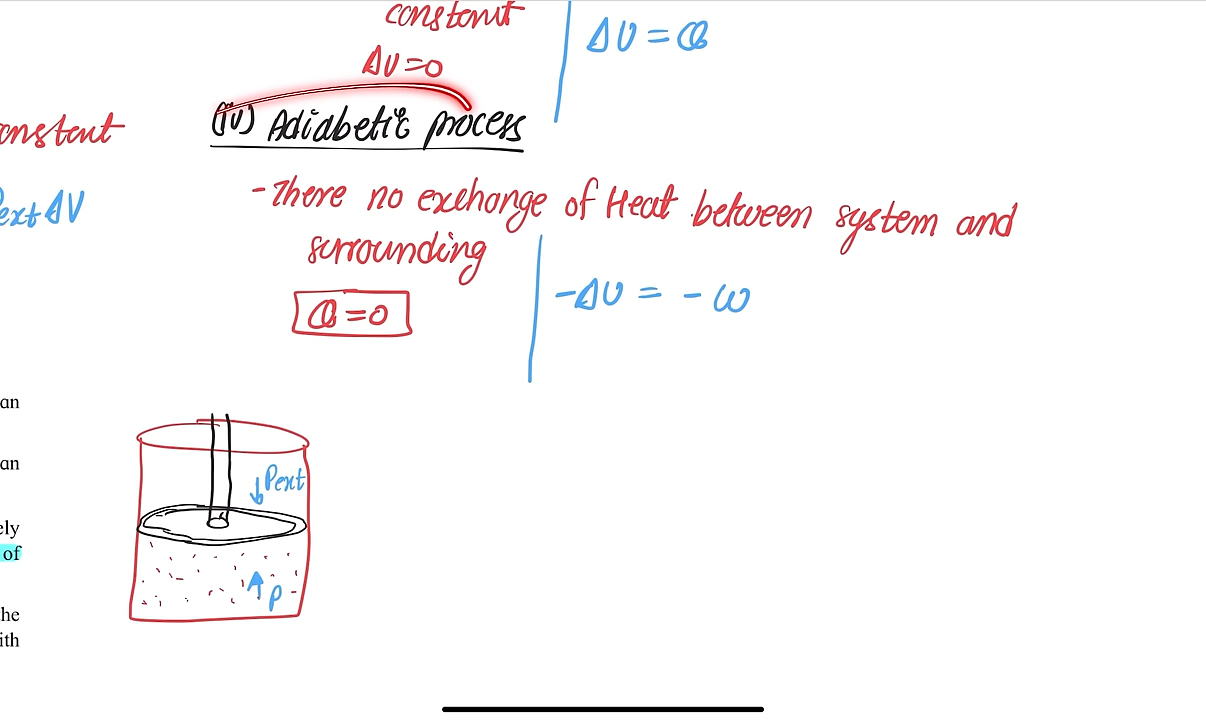 constant
ΔU = Q
ΔU=0
onstant
(iv) Adiabetic process
ext ΔV
- There no exchange of Heat between system and
surrounding
Q = 0
-ΔU = - W
an
an
ely
of
he
ith
↓ Pext
↑ P